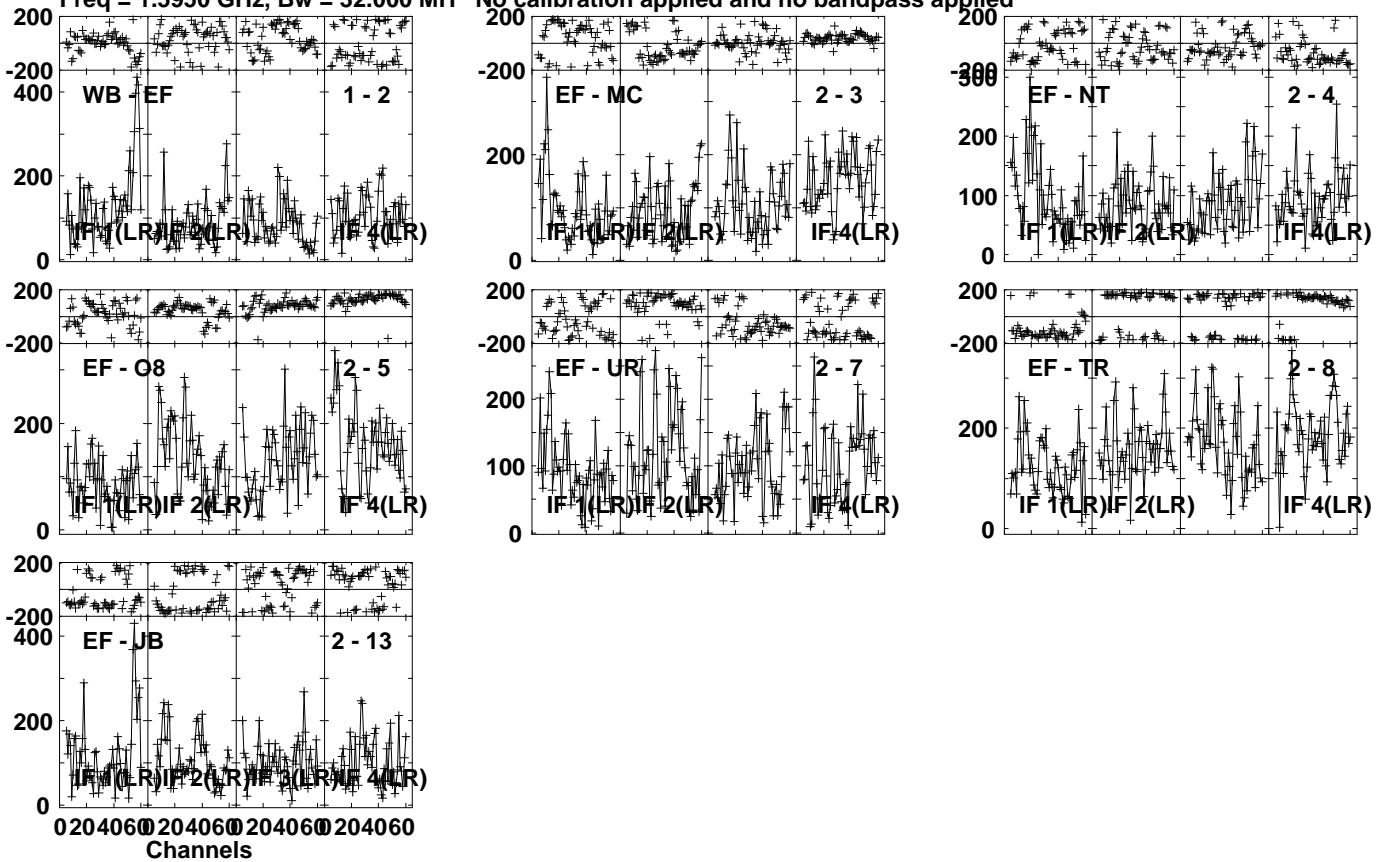 Freq = 1.5950 GHz, Bw = 32.000 MH No calibration applied and no bandpass applied
200
-200
400
200
0
WB - EF
1 - 2
IF 1(LR)
IF 2(LR)
IF 4(LR)
200
-200
200
0
EF - MC
2 - 3
IF 1(LR)
IF 2(LR)
IF 4(LR)
200
-200
300
200
100
0
EF - NT
2 - 4
IF 1(LR)
IF 2(LR)
IF 4(LR)
200
-200
200
0
EF - O8
2 - 5
IF 1(LR)
IF 2(LR)
IF 4(LR)
200
-200
200
100
0
EF - UR
2 - 7
IF 1(LR)
IF 2(LR)
IF 4(LR)
200
-200
200
0
EF - TR
2 - 8
IF 1(LR)
IF 2(LR)
IF 4(LR)
200
-200
400
200
0
EF - JB
2 - 13
IF 1(LR)
IF 2(LR)
IF 3(LR)
IF 4(LR)
0 20 40 60 0 20 40 60 0 20 40 60 0 20 40 60
Channels